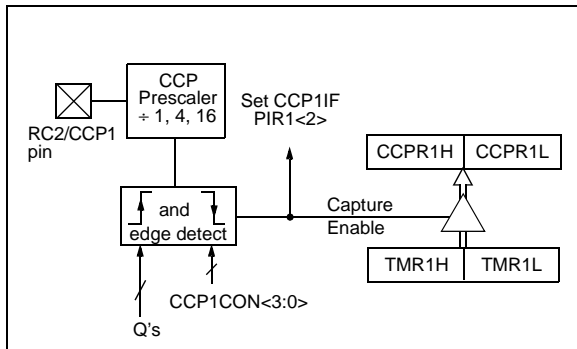 CCP
Prescaler
÷ 1, 4, 16
RC2/CCP1
pin
Set CCP1IF
PIR1<2>
CCPR1H CCPR1L
and
edge detect
Capture
Enable
TMR1H TMR1L
CCP1CON<3:0>
Q's